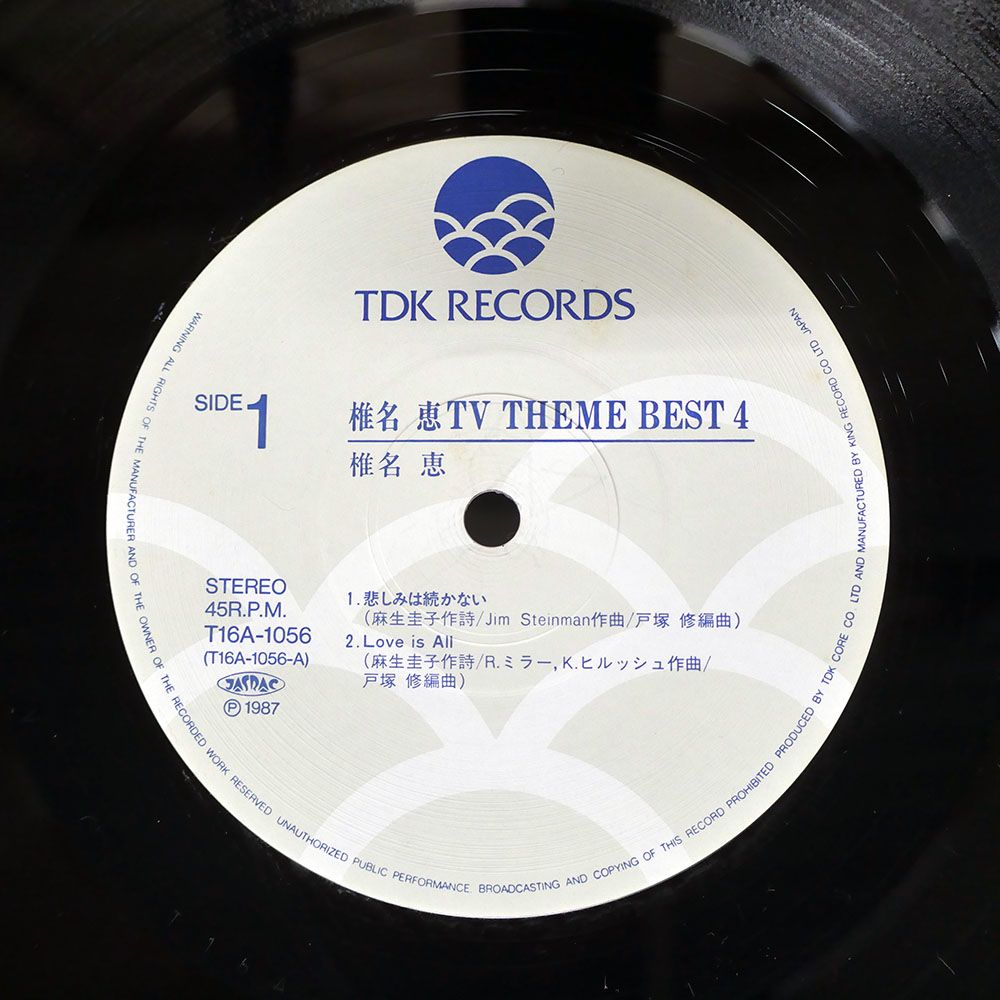 TDK RECORDS
SIDE 1
椎名 恵 TV THEME BEST 4
椎名 恵
STEREO
45R.P.M.
T16A-1056
(T16A-1056-A)
JASRAC
Ⓟ 1987
1. 悲しみは続かない
(麻生圭子作詩/Jim Steinman作曲/戸塚 修編曲)
2. Love is All
(麻生圭子作詩/R.ミラー, K.ヒルッシュ作曲/
戸塚 修編曲)
WARNING ALL RIGHTS OF THE MANUFACTURER AND OF THE OWNER OF THE RECORDED WORK RESERVED UNAUTHORIZED PUBLIC PERFORMANCE. BROADCASTING AND COPYING OF THIS RECORD PROHIBITED PRODUCED BY TDK CORE CO. LTD AND MANUFACTURED BY KING RECORD CO LTD JAPAN